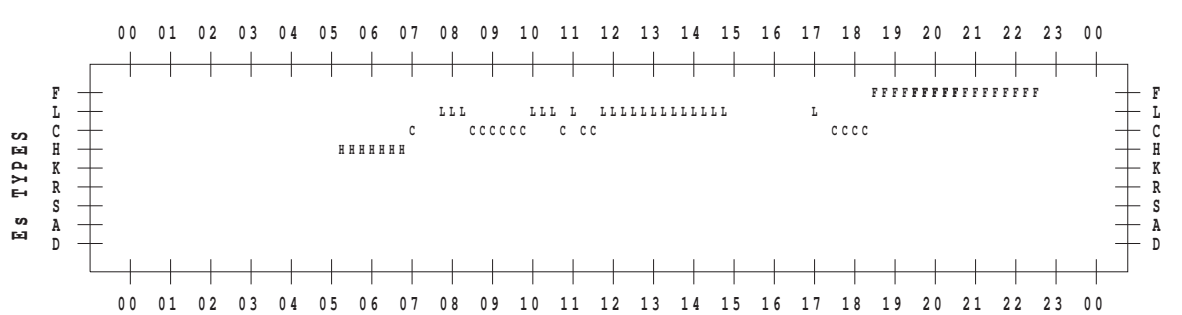 00 01 02 03 04 05 06 07 08 09 10 11 12 13 14 15 16 17 18 19 20 21 22 23 00
Es TYPES
F FFFFFFFFFFFFFFFFF F
L LLL LLL L LLLLLLLLLLLLL L L
C C CCCCCC C CC CCCC C
H HHHHHHH H
K K
R R
S S
A A
D D
00 01 02 03 04 05 06 07 08 09 10 11 12 13 14 15 16 17 18 19 20 21 22 23 00